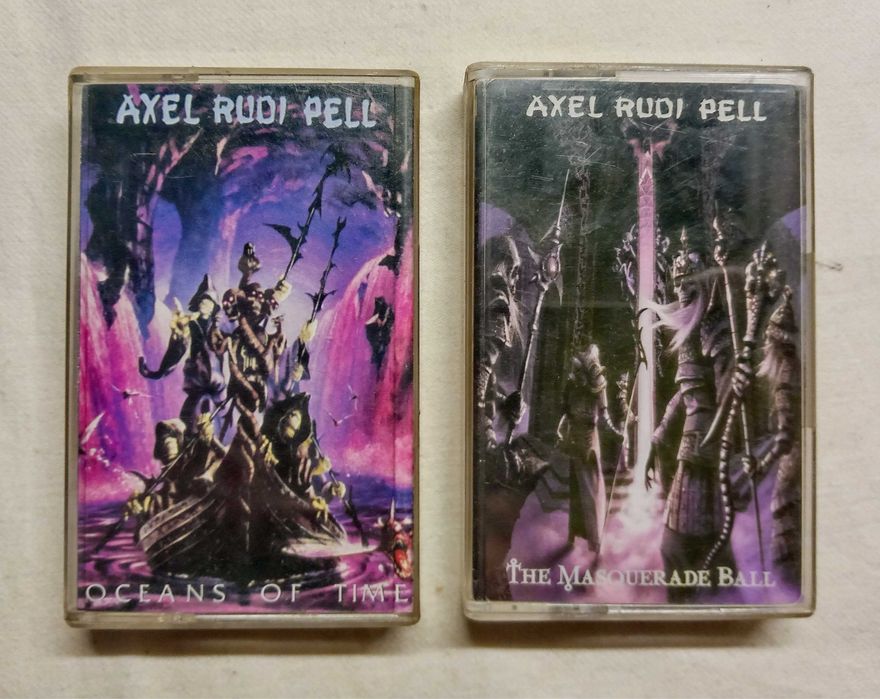 AXEL RUDI PELL
OCEANS OF TIME
AXEL RUDI PELL
THE MASQUERADE BALL